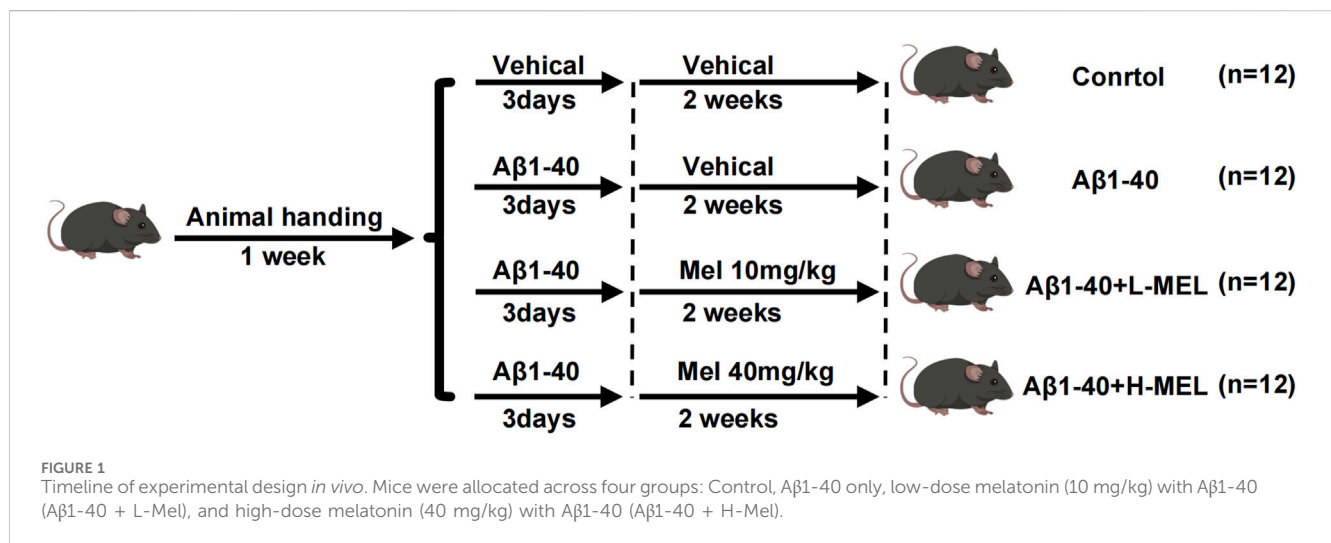 Vehical
3days
Vehical
2 weeks
Conrtol
(n=12)
Aβ1-40
3days
Vehical
2 weeks
Aβ1-40
(n=12)
Animal handing
1 week
Aβ1-40
3days
Mel 10mg/kg
2 weeks
Aβ1-40+L-MEL
(n=12)
Aβ1-40
3days
Mel 40mg/kg
2 weeks
Aβ1-40+H-MEL
(n=12)
FIGURE 1
Timeline of experimental design in vivo. Mice were allocated across four groups: Control, Aβ1-40 only, low-dose melatonin (10 mg/kg) with Aβ1-40
(Aβ1-40 + L-Mel), and high-dose melatonin (40 mg/kg) with Aβ1-40 (Aβ1-40 + H-Mel).